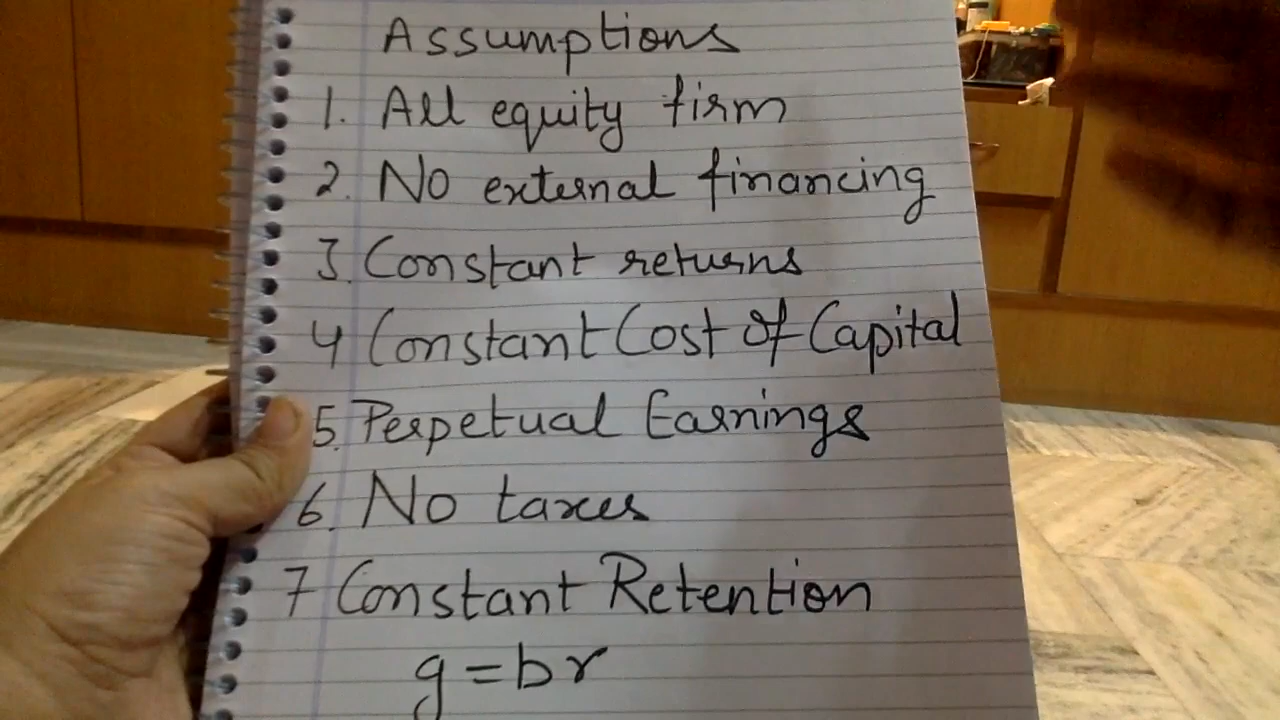 Assumptions
1. All equity firm
2. No external financing
3. Constant returns
4 Constant Cost of Capital
5. Perpetual Earnings
6. No taxes
7 Constant Retention
g = br